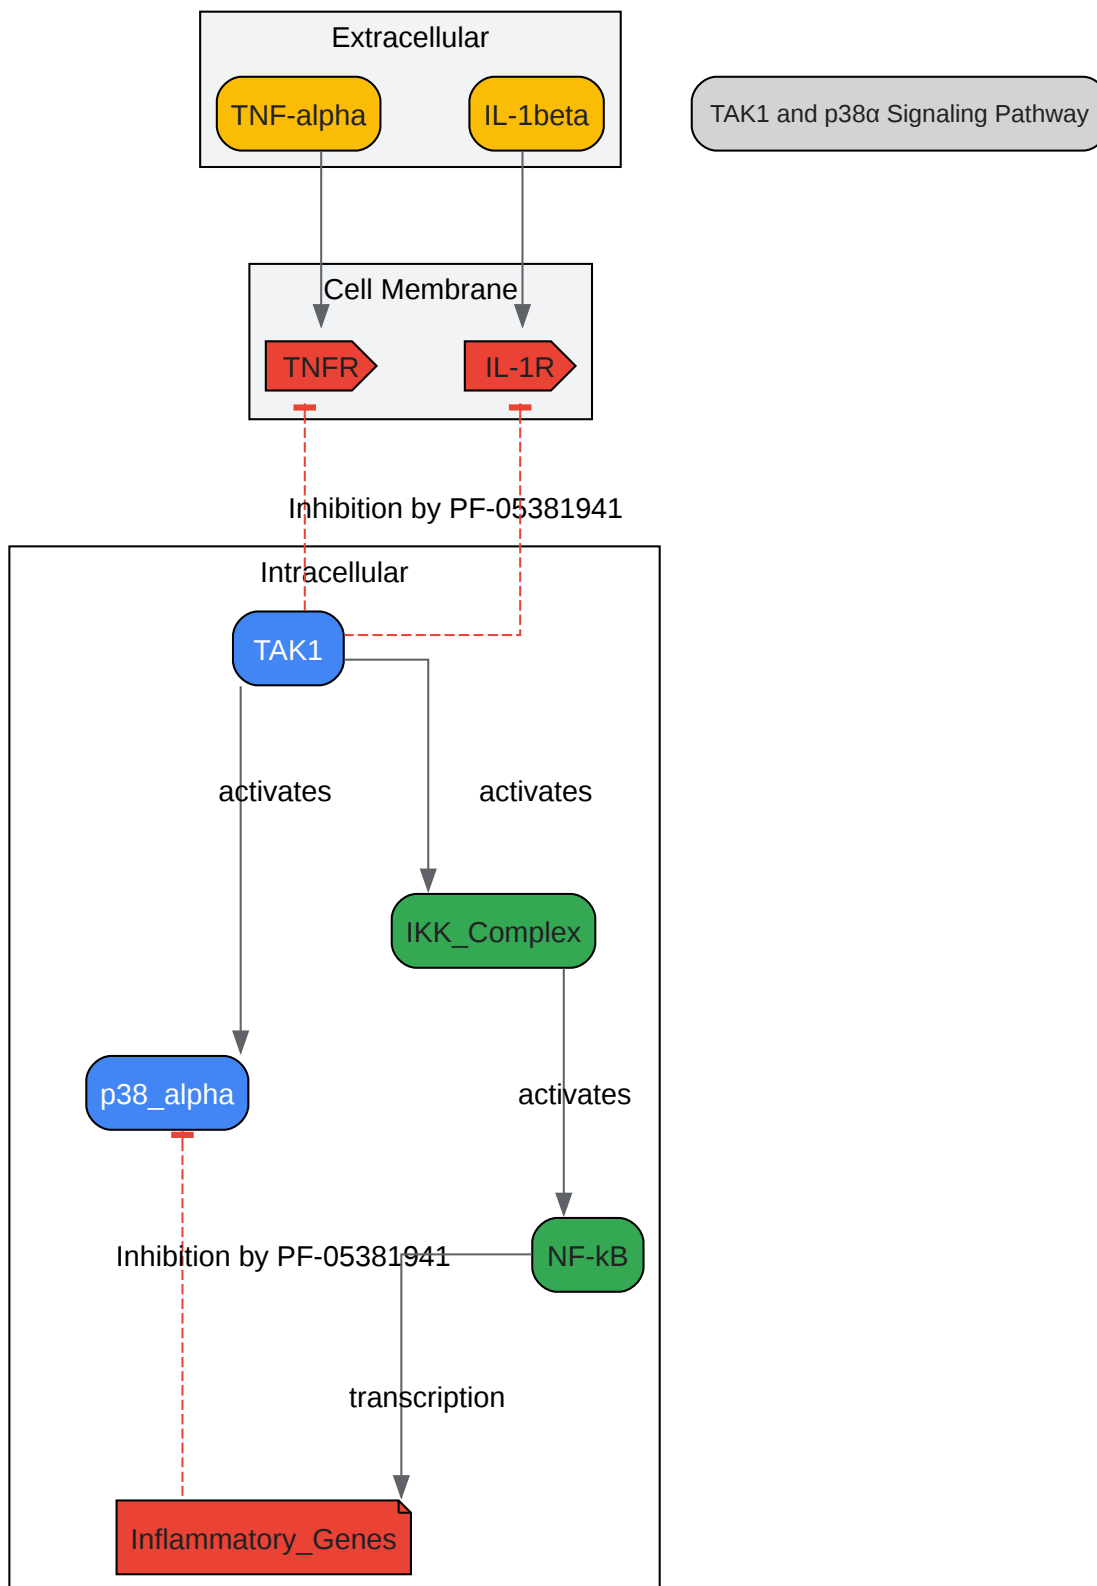 Extracellular
TNF-alpha
IL-1beta
TAK1 and p38α Signaling Pathway
Cell Membrane
TNFR
IL-1R
Inhibition by PF-05381941
Intracellular
TAK1
activates
activates
IKK_Complex
p38_alpha
activates
Inhibition by PF-05381941
NF-kB
transcription
Inflammatory_Genes